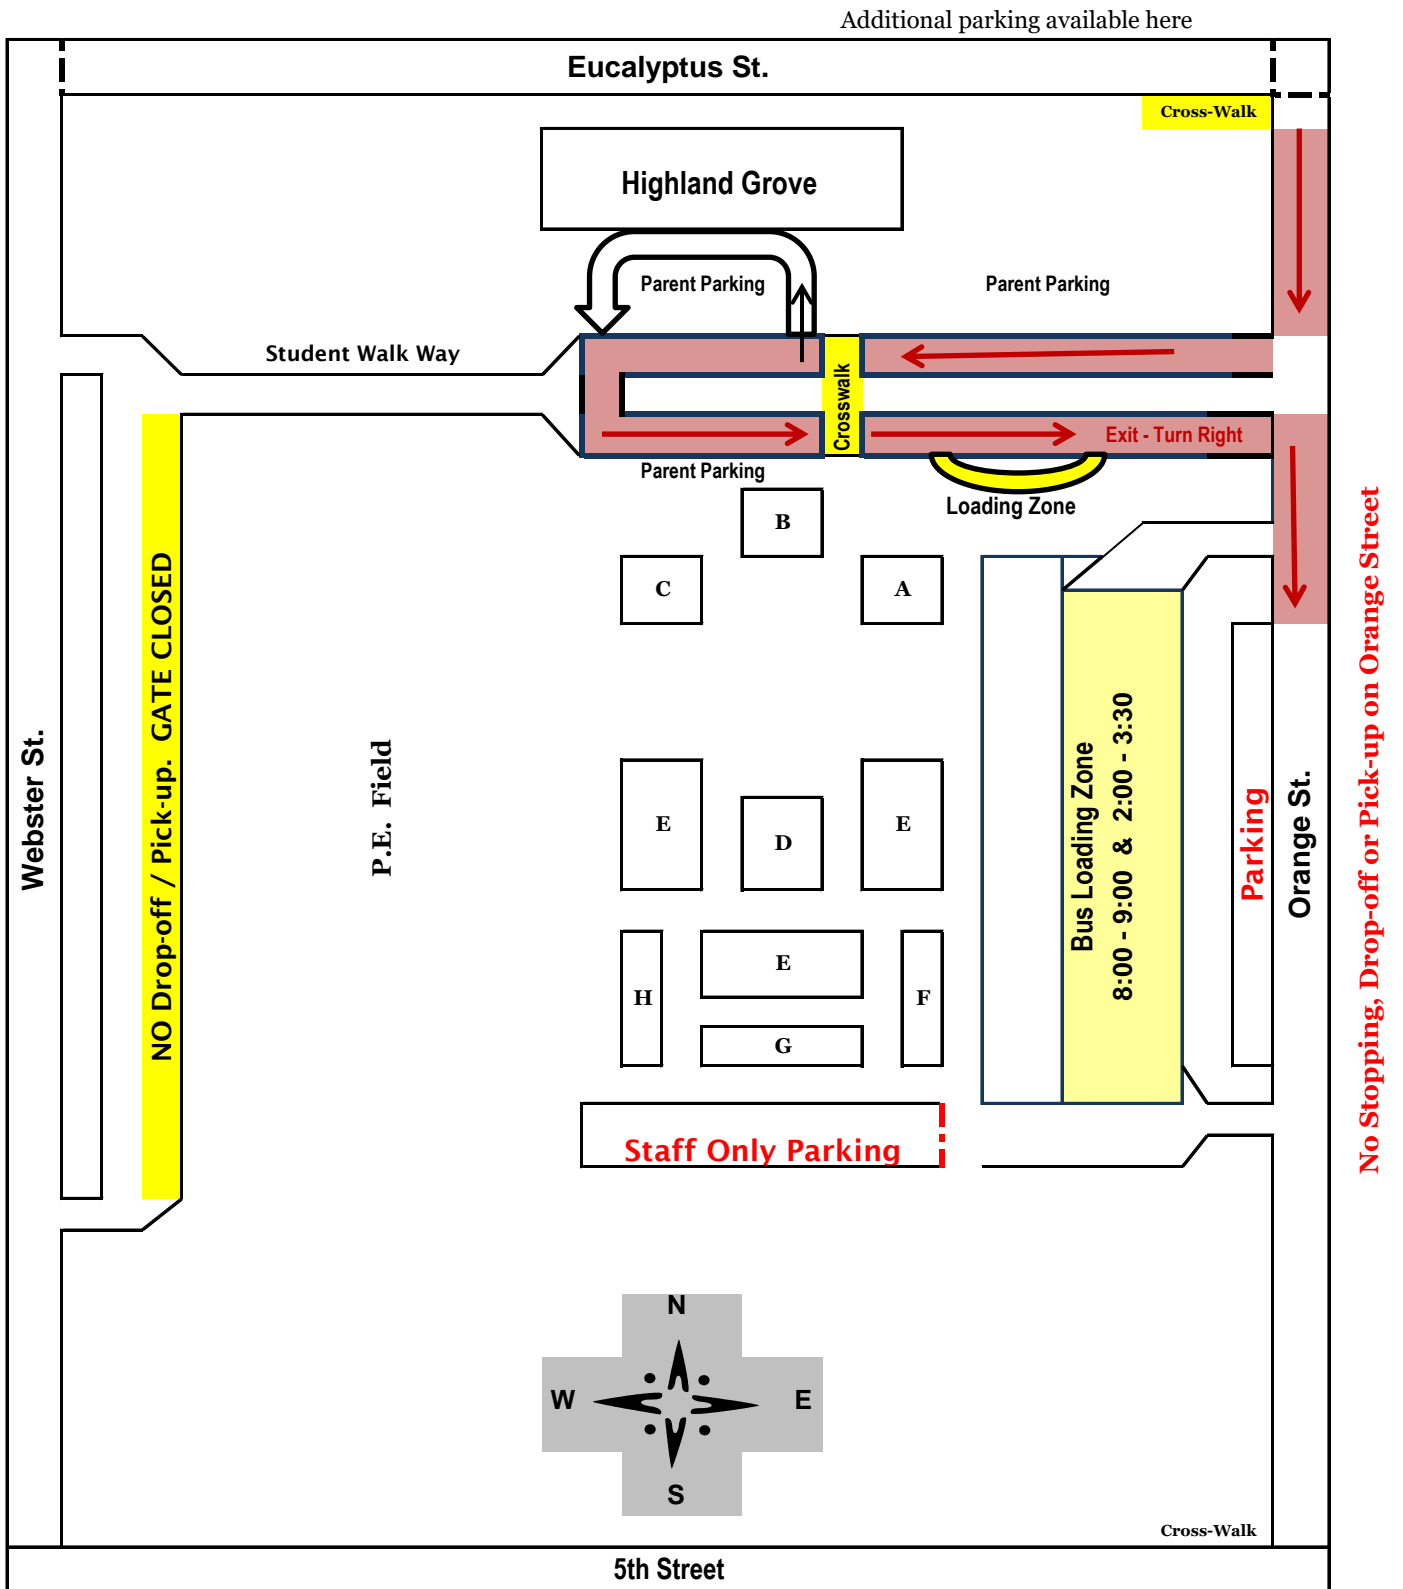 Additional parking available here
Eucalyptus St.
Cross-Walk
Highland Grove
Parent Parking
Parent Parking
Student Walk Way
Crosswalk
Exit - Turn Right
Parent Parking
Loading Zone
B
C
A
NO Drop-off / Pick-up. GATE CLOSED
Webster St.
P.E. Field
E
D
E
Bus Loading Zone
8:00 - 9:00 & 2:00 - 3:30
Parking
Orange St.
No Stopping, Drop-off or Pick-up on Orange Street
H
E
F
G
Staff Only Parking
N
W
E
S
Cross-Walk
5th Street